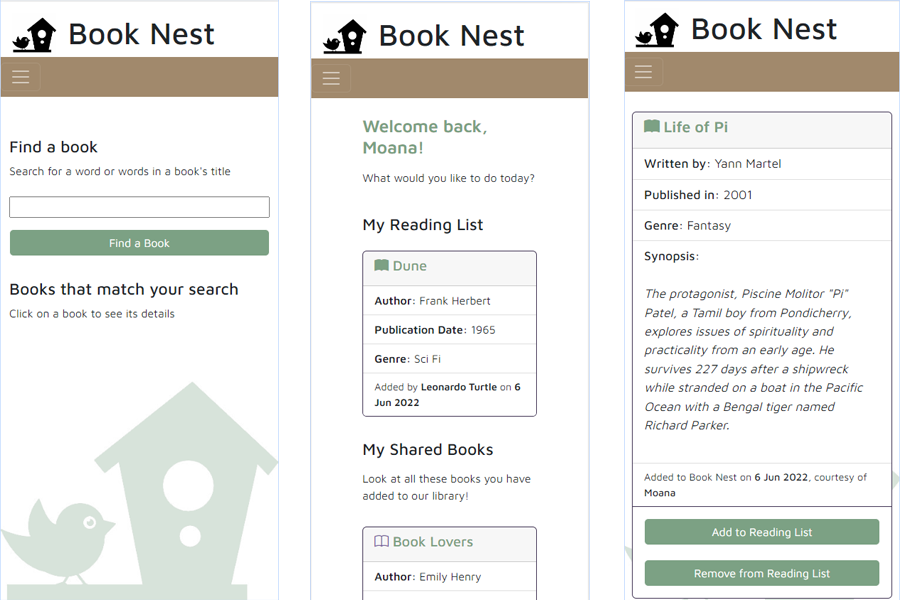 Book Nest
Find a book
Search for a word or words in a book's title
Find a Book
Books that match your search
Click on a book to see its details
Book Nest
Welcome back,
Moana!
What would you like to do today?
My Reading List
Dune
Author: Frank Herbert
Publication Date: 1965
Genre: Sci Fi
Added by Leonardo Turtle on 6
Jun 2022
My Shared Books
Look at all these books you have
added to our library!
Book Lovers
Author: Emily Henry
Book Nest
Life of Pi
Written by: Yann Martel
Published in: 2001
Genre: Fantasy
Synopsis:
The protagonist, Piscine Molitor "Pi"
Patel, a Tamil boy from Pondicherry,
explores issues of spirituality and
practicality from an early age. He
survives 227 days after a shipwreck
while stranded on a boat in the Pacific
Ocean with a Bengal tiger named
Richard Parker.
Added to Book Nest on 6 Jun 2022, courtesy of
Moana
Add to Reading List
Remove from Reading List